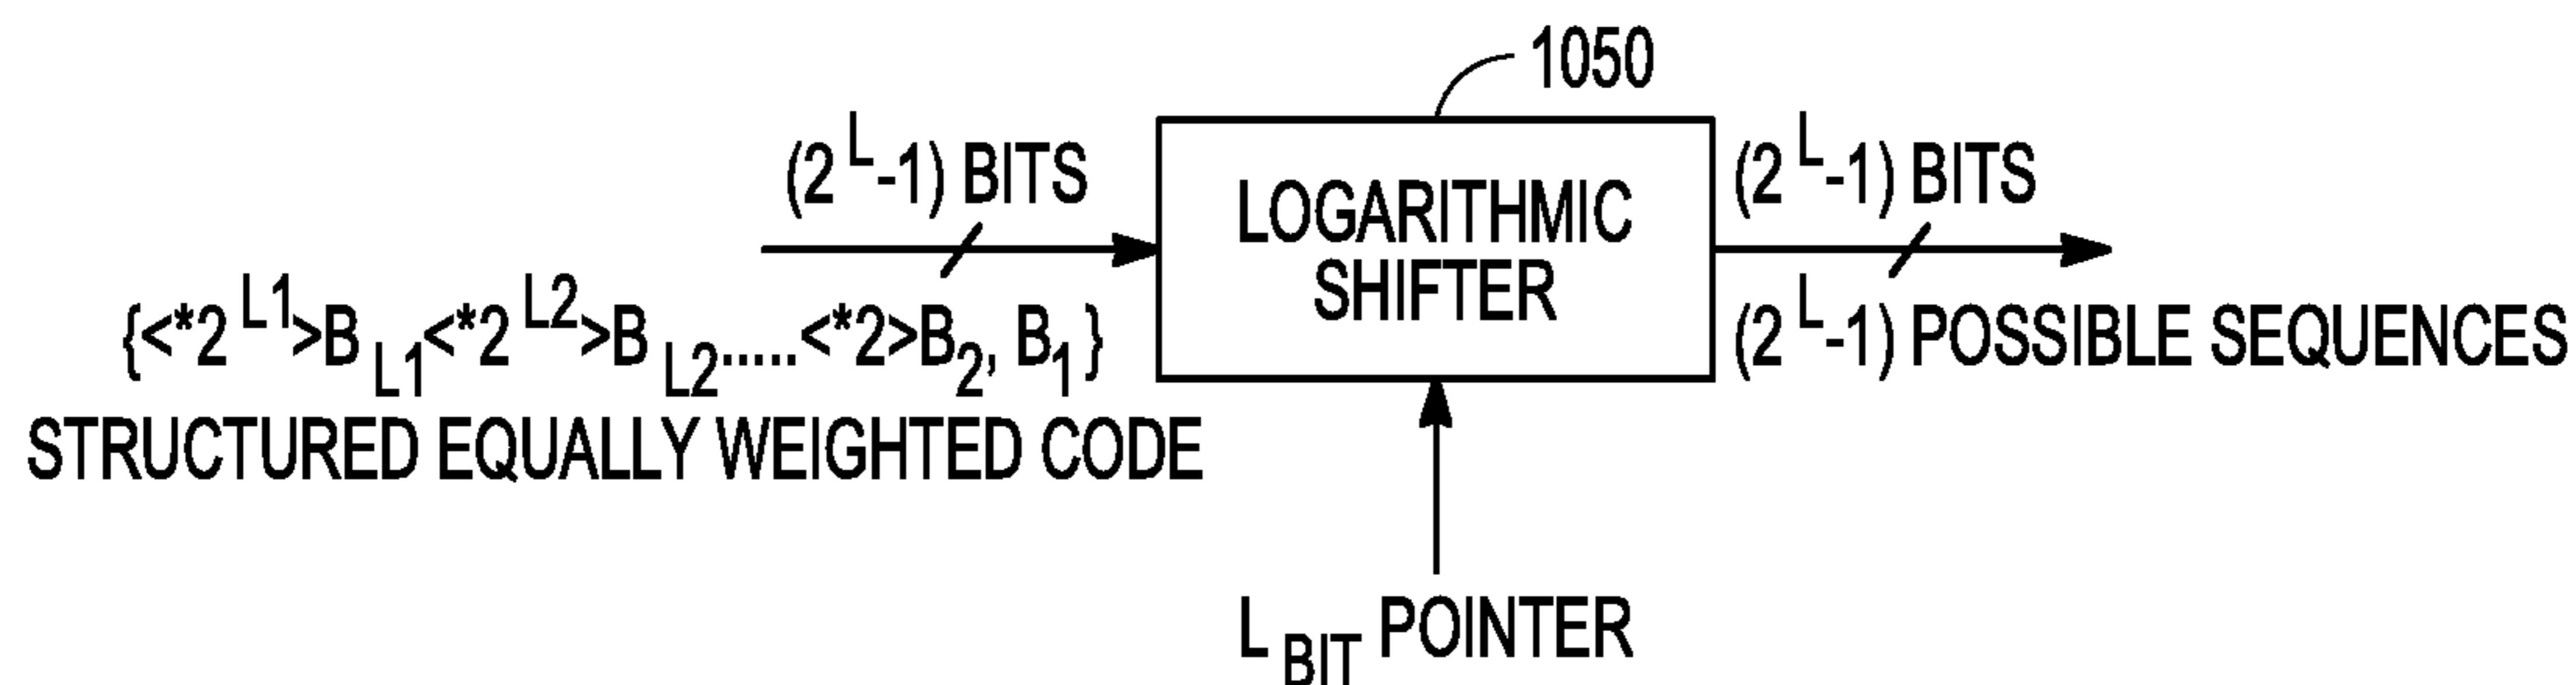 1050
(2^L-1) BITS
LOGARITHMIC
SHIFTER
(2^L-1) BITS
{<*2^L1>B_L1<*2^L2>B_L2.....<*2>B_2, B_1}
(2^L-1) POSSIBLE SEQUENCES
STRUCTURED EQUALLY WEIGHTED CODE
L_BIT POINTER